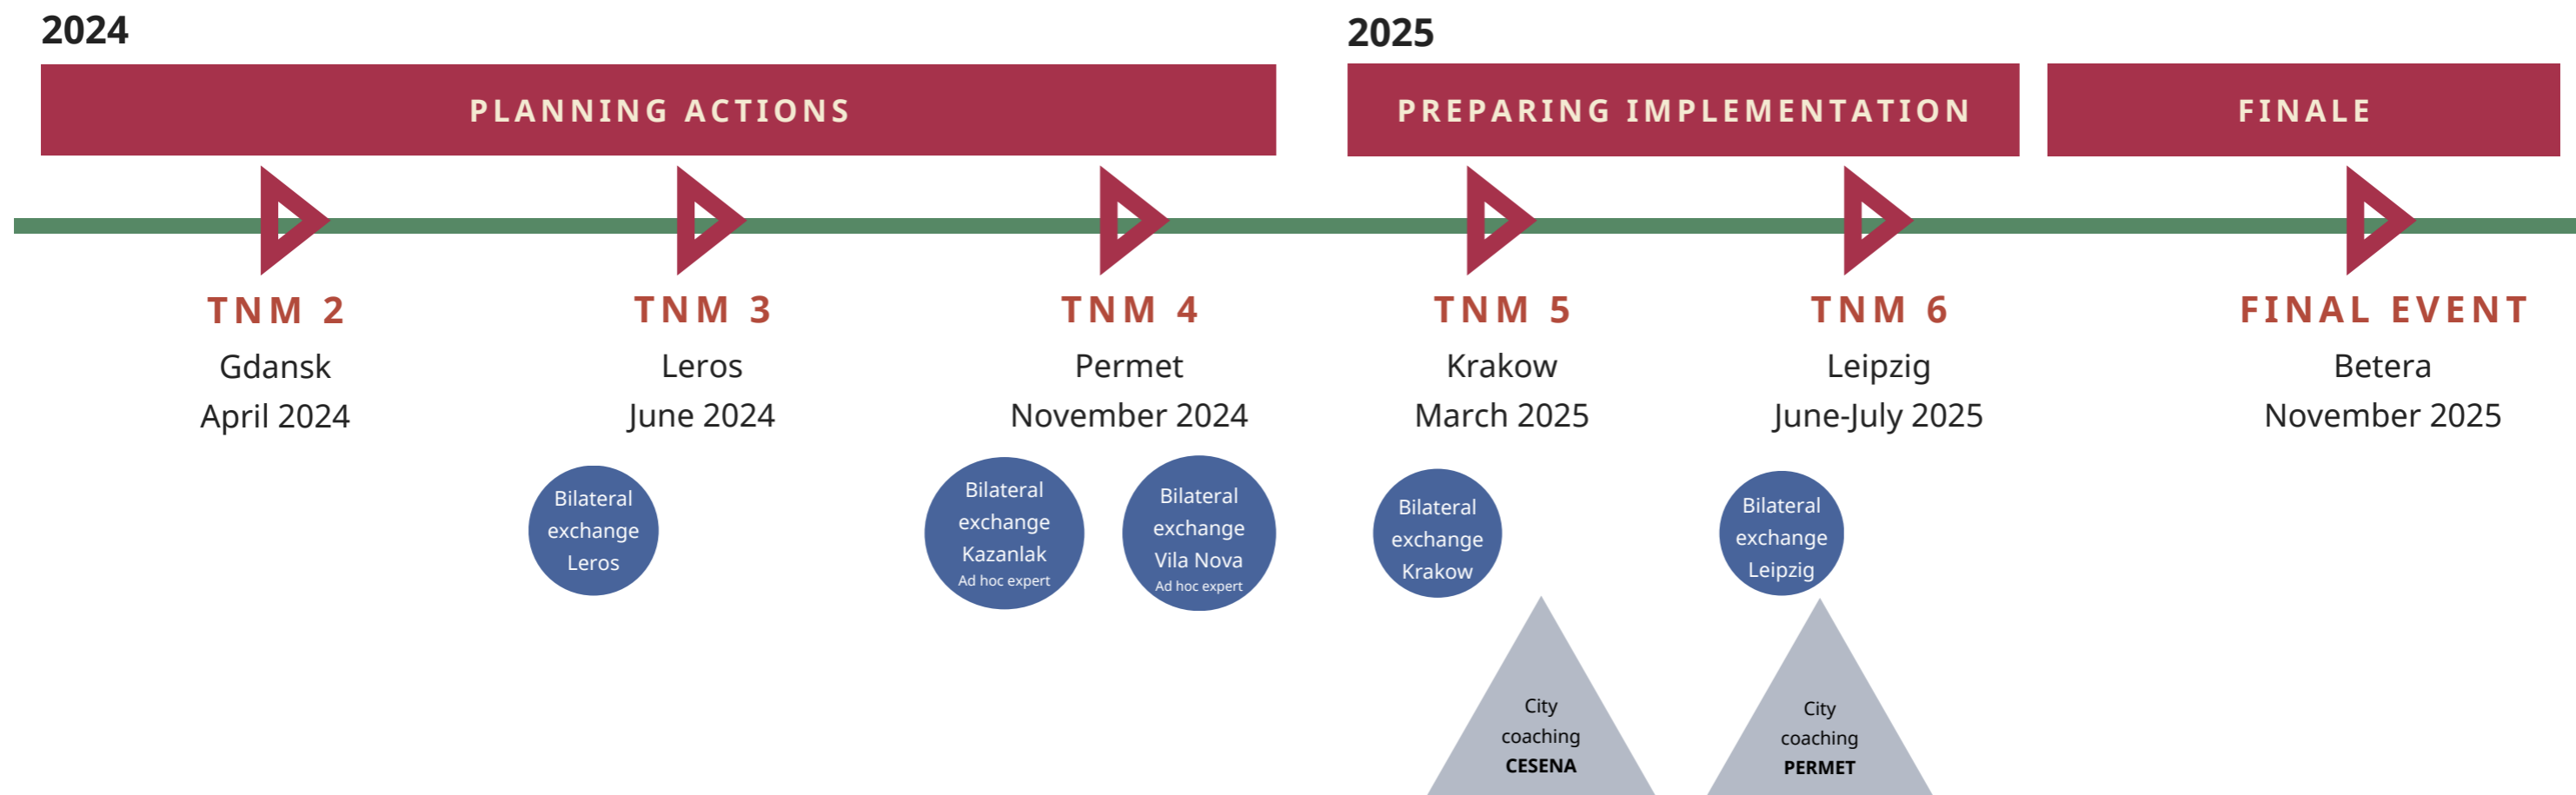 2024
2025
PLANNING ACTIONS
PREPARING IMPLEMENTATION
FINALE
TNM 2
Gdansk
April 2024
TNM 3
Leros
June 2024
TNM 4
Permet
November 2024
TNM 5
Krakow
March 2025
TNM 6
Leipzig
June-July 2025
FINAL EVENT
Betera
November 2025
Bilateral
exchange
Leros
Bilateral
exchange
Kazanlak
Ad hoc expert
Bilateral
exchange
Vila Nova
Ad hoc expert
Bilateral
exchange
Krakow
Bilateral
exchange
Leipzig
City
coaching
CESENA
City
coaching
PERMET